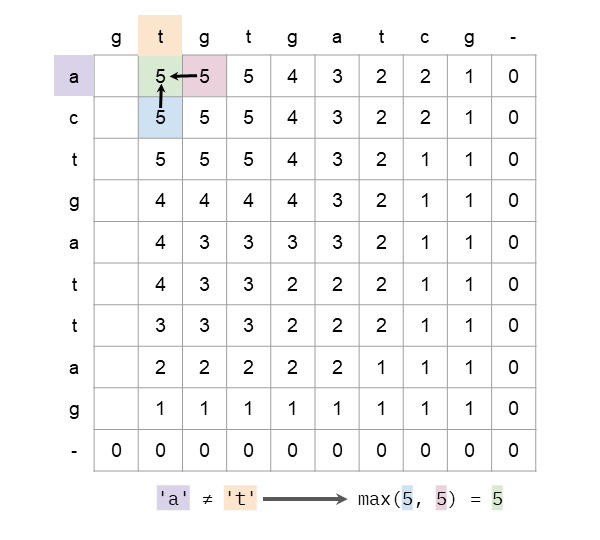 g t g t g a t c g -
a 5 5 5 4 3 2 2 1 0
c 5 5 5 4 3 2 2 1 0
t 5 5 5 4 3 2 1 1 0
g 4 4 4 4 3 2 1 1 0
a 4 3 3 3 3 2 1 1 0
t 4 3 3 2 2 2 1 1 0
t 3 3 3 2 2 2 1 1 0
a 2 2 2 2 2 1 1 1 0
g 1 1 1 1 1 1 1 1 0
- 0 0 0 0 0 0 0 0 0 0
'a' ≠ 't' max(5, 5) = 5